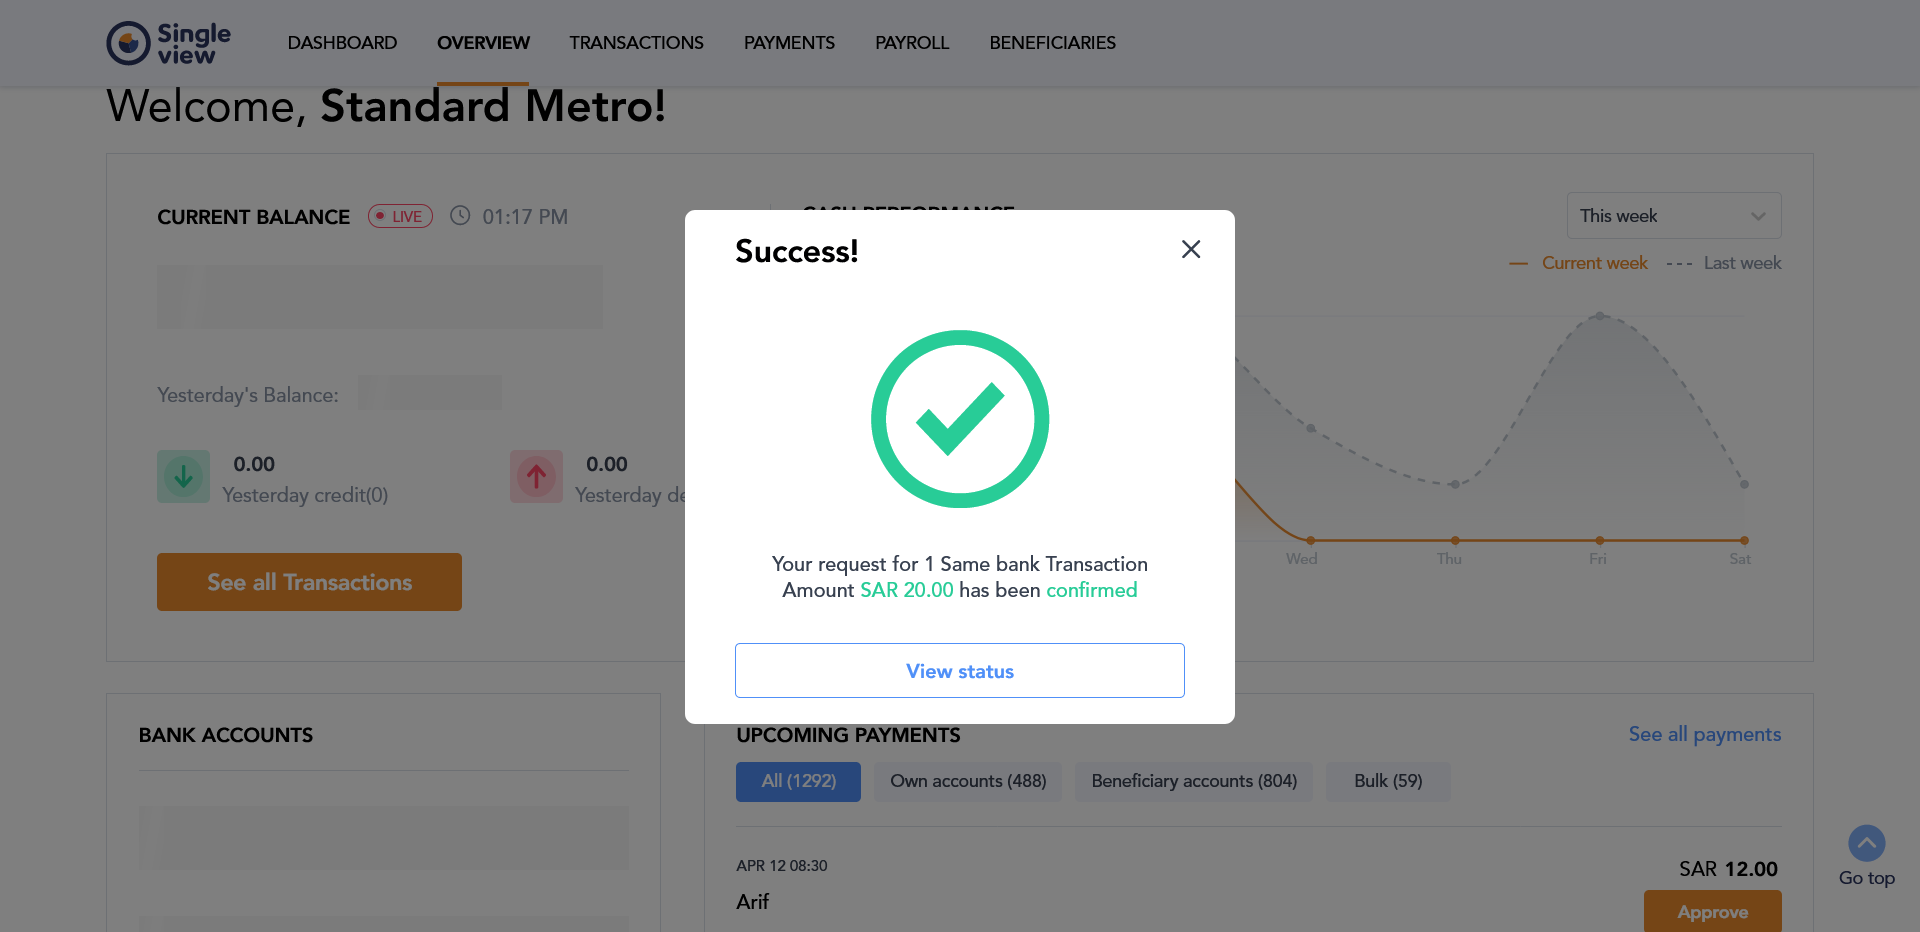 Single view
DASHBOARD
OVERVIEW
TRANSACTIONS
PAYMENTS
PAYROLL
BENEFICIARIES
Welcome, Standard Metro!
CURRENT BALANCE
LIVE
01:17 PM
CASH PERFORMANCE
This week
Current week
Last week
Yesterday's Balance:
0.00
Yesterday credit(0)
0.00
Yesterday
See all Transactions
Wed
Thu
Fri
Sat
Success!
Your request for 1 Same bank Transaction
Amount SAR 20.00 has been confirmed
View status
BANK ACCOUNTS
UPCOMING PAYMENTS
See all payments
All (1292)
Own accounts (488)
Beneficiary accounts (804)
Bulk (59)
APR 12 08:30
Arif
SAR 12.00
Approve
Go top